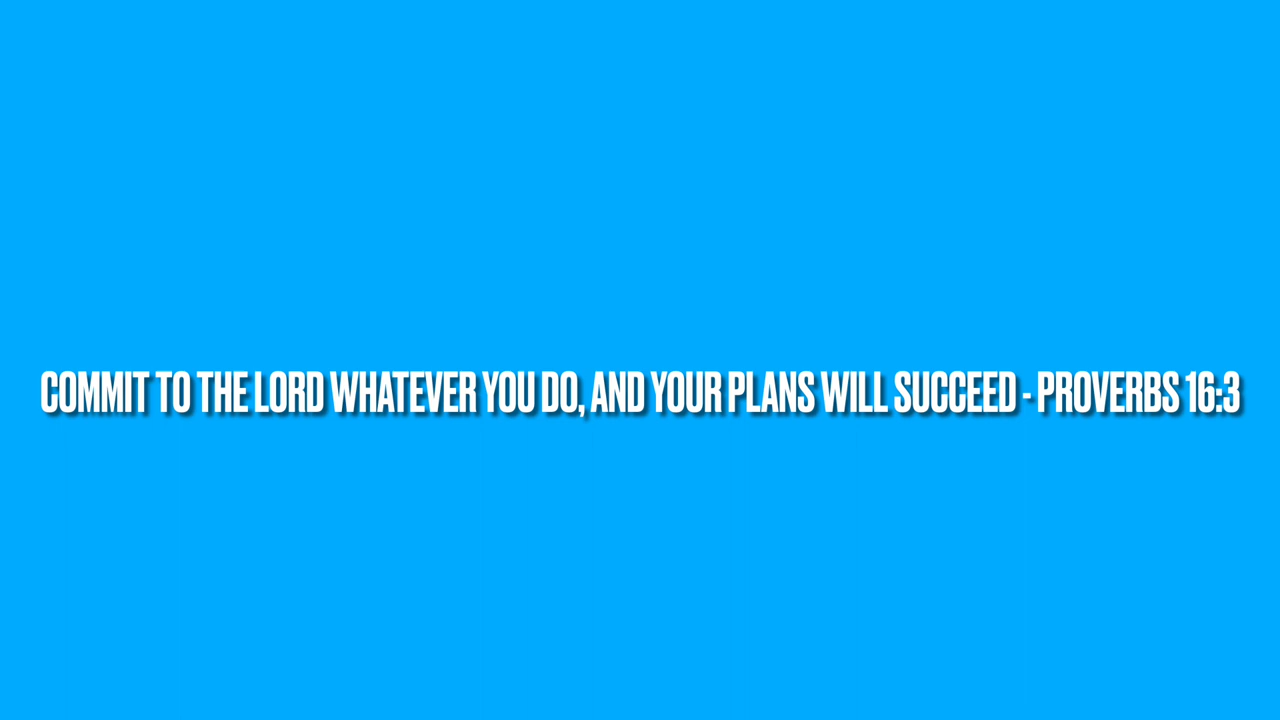 COMMIT TO THE LORD WHATEVER YOU DO, AND YOUR PLANS WILL SUCCEED - PROVERBS 16:3